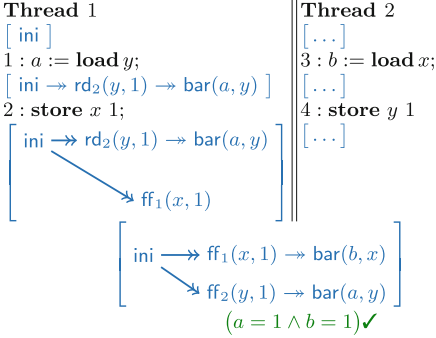 Thread 1
[ ini ]
1 : a := load y;
[ ini ↠ rd₂(y, 1) ↠ bar(a, y) ]
2 : store x 1;
[ ini ↠ rd₂(y, 1) ↠ bar(a, y)
↠ ff₁(x, 1) ]
Thread 2
[...]
3 : b := load x;
[...]
4 : store y 1
[...]
[ ini ↠ ff₁(x, 1) ↠ bar(b, x)
↠ ff₂(y, 1) ↠ bar(a, y) ]
(a = 1 ∧ b = 1)✓